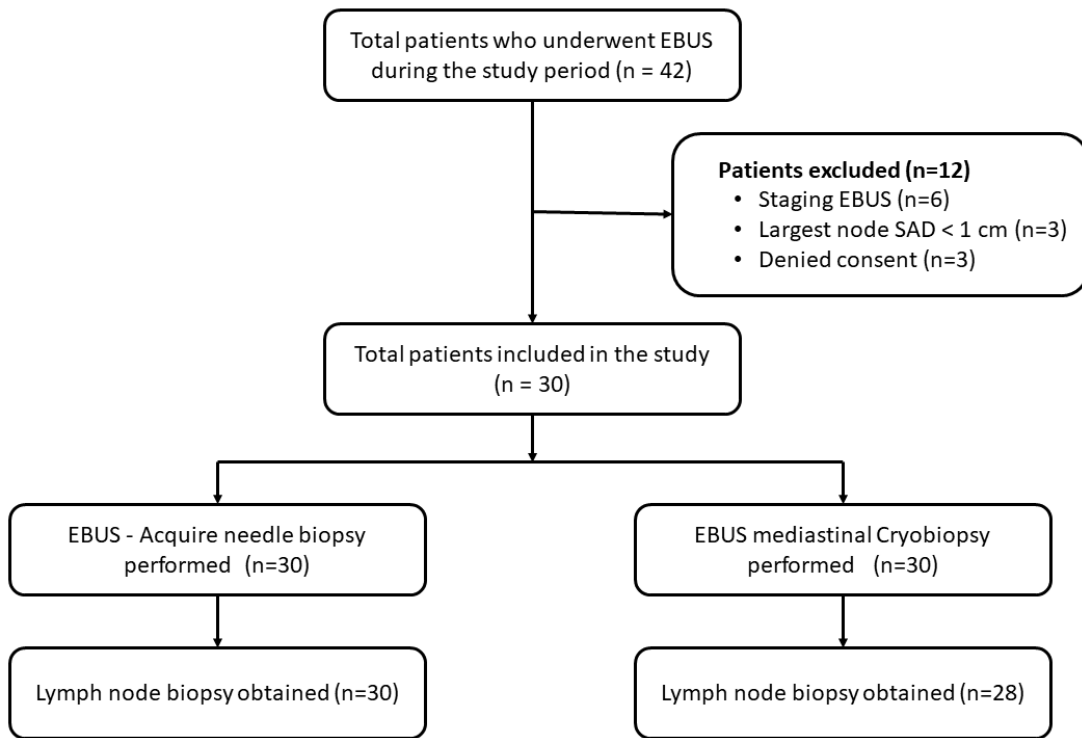 Total patients who underwent EBUS
during the study period (n = 42)
Patients excluded (n=12)
• Staging EBUS (n=6)
• Largest node SAD < 1 cm (n=3)
• Denied consent (n=3)
Total patients included in the study
(n = 30)
EBUS - Acquire needle biopsy
performed (n=30)
EBUS mediastinal Cryobiopsy
performed (n=30)
Lymph node biopsy obtained (n=30)
Lymph node biopsy obtained (n=28)